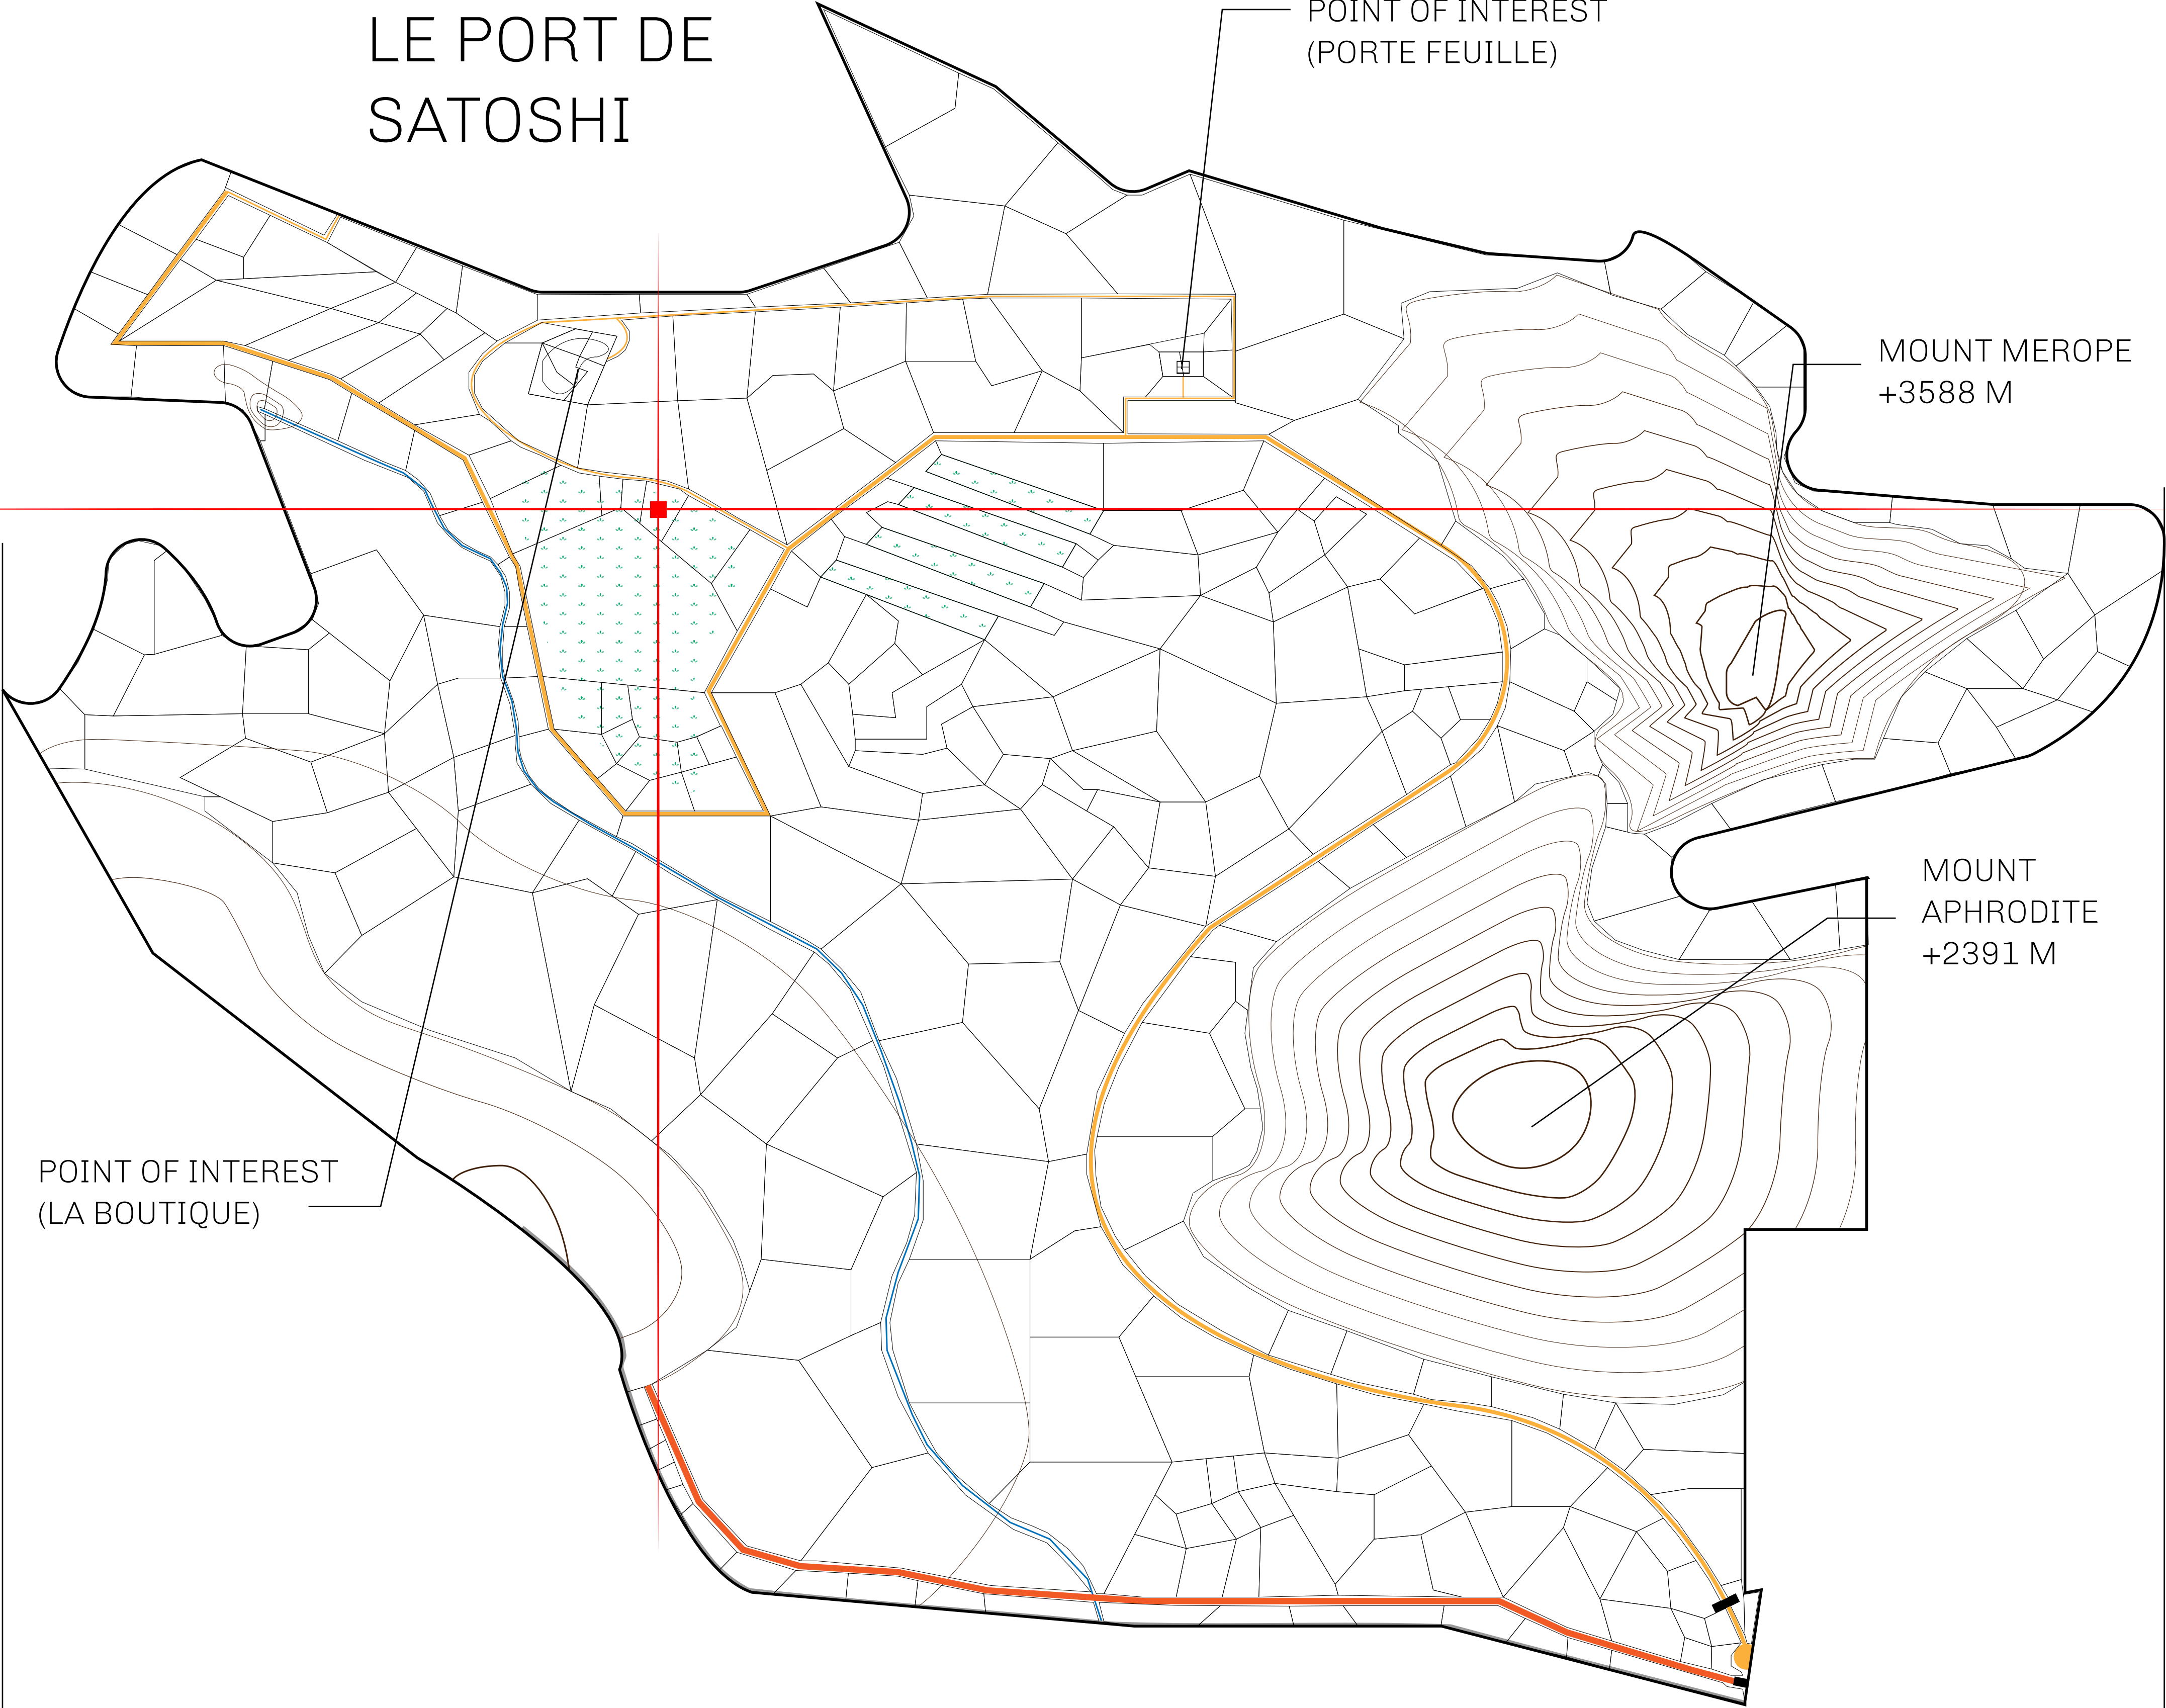 LE PORT DE
SATOSHI
POINT OF INTEREST
(PORTE FEUILLE)
MOUNT MEROPE
+3588 M
MOUNT
APHRODITE
+2391 M
POINT OF INTEREST
(LA BOUTIQUE)